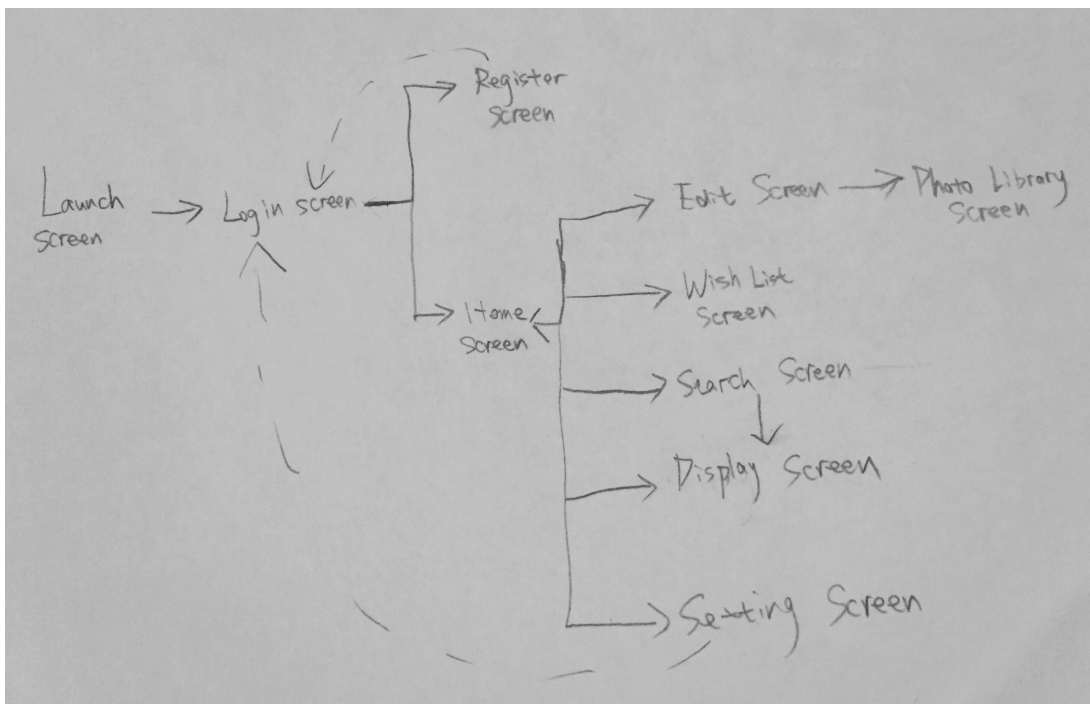 Register
screen
Launch
screen
Login screen
Edit Screen
Photo Library
Screen
Wish List
Screen
Home
screen
Search Screen
Display Screen
Setting Screen